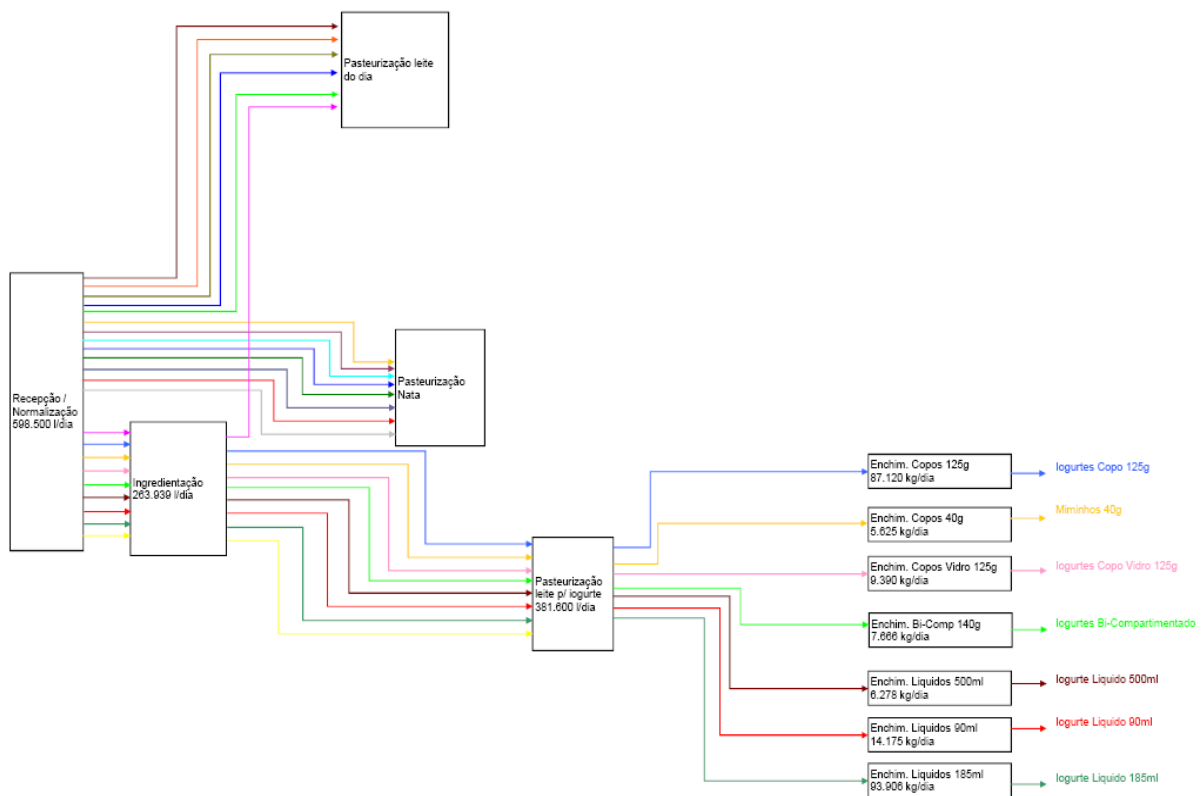 Pasteurização leite
do dia
Pasteurização
Nata
Recepção /
Normalização
598.500 l/dia
Ingredientação
263.939 l/dia
Pasteurização
leite p/ iogurte
381.600 l/dia
Enchim. Copos 125g
87.120 kg/dia
Iogurtes Copo 125g
Enchim. Copos 40g
5.625 kg/dia
Miminhos 40g
Enchim. Copos Vidro 125g
9.390 kg/dia
Iogurtes Copo Vidro 125g
Enchim. Bi-Comp 140g
7.666 kg/dia
Iogurtes Bi-Compartimentado
Enchim. Liquidos 500ml
6.278 kg/dia
Iogurte Liquido 500ml
Enchim. Liquidos 90ml
14.175 kg/dia
Iogurte Liquido 90ml
Enchim. Liquidos 185ml
93.906 kg/dia
Iogurte Liquido 185ml